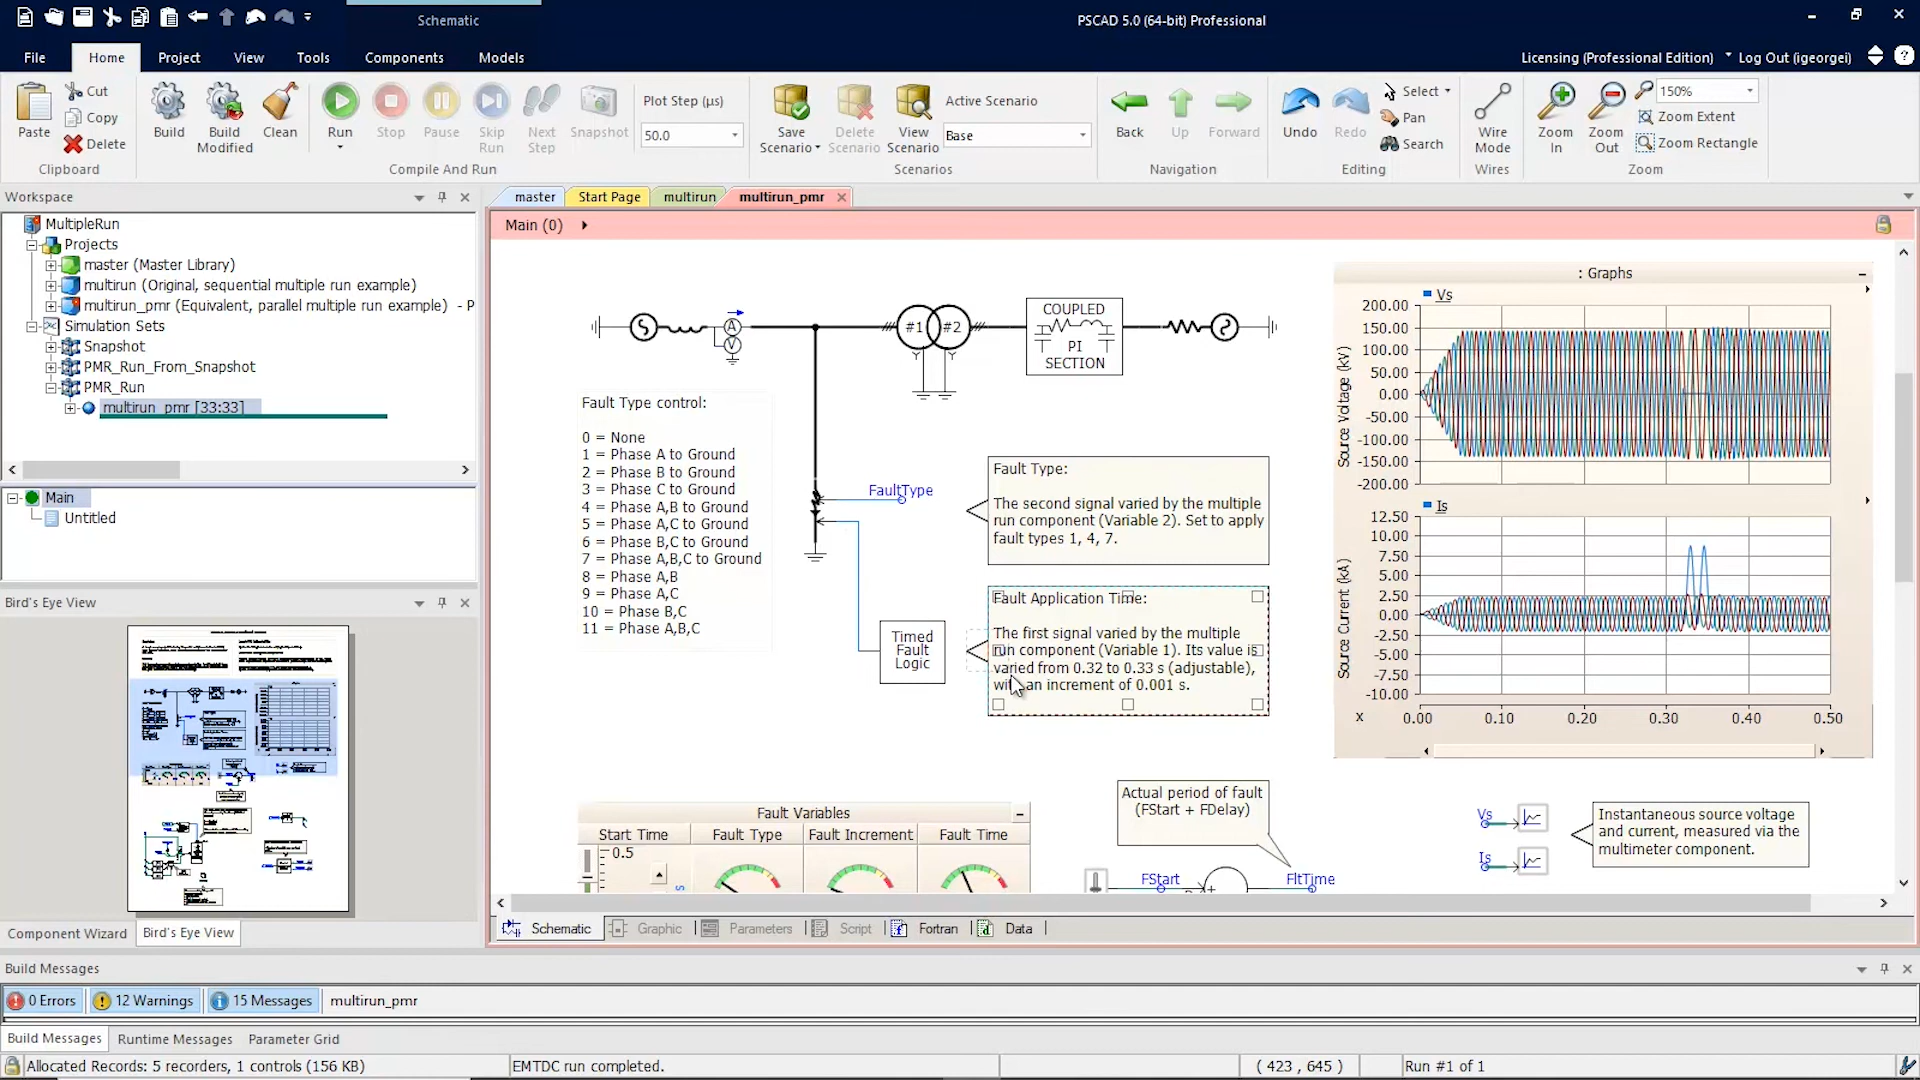 Schematic
PSCAD 5.0 (64-bit) Professional
File
Home
Project
View
Tools
Components
Models
Licensing (Professional Edition)
Log Out (igeorgei)
Paste
Cut
Copy
Delete
Clipboard
Build
Build Modified
Clean
Run
Stop
Pause
Skip Run
Next Step
Snapshot
Compile And Run
Plot Step (µs)
50.0
Save Scenario
Delete Scenario
View Scenario
Active Scenario
Base
Scenarios
Back
Up
Forward
Navigation
Undo
Redo
Select
Pan
Search
Editing
Wire Mode
Wires
Zoom In
Zoom Out
150%
Zoom Extent
Zoom Rectangle
Zoom
Workspace
MultipleRun
Projects
master (Master Library)
multirun (Original, sequential multiple run example)
multirun_pmr (Equivalent, parallel multiple run example) - P
Simulation Sets
Snapshot
PMR_Run_From_Snapshot
PMR_Run
multirun_pmr [33:33]
Main
Untitled
Bird's Eye View
Component Wizard
Bird's Eye View
master
Start Page
multirun
multirun_pmr
Main (0)
A
V
#1
#2
Y
Y
COUPLED
PI
SECTION
Fault Type control:
0 = None
1 = Phase A to Ground
2 = Phase B to Ground
3 = Phase C to Ground
4 = Phase A,B to Ground
5 = Phase A,C to Ground
6 = Phase B,C to Ground
7 = Phase A,B,C to Ground
8 = Phase A,B
9 = Phase A,C
10 = Phase B,C
11 = Phase A,B,C
FaultType
Timed
Fault
Logic
Fault Type:
The second signal varied by the multiple
run component (Variable 2). Set to apply
fault types 1, 4, 7.
Fault Application Time:
The first signal varied by the multiple
run component (Variable 1). Its value is
varied from 0.32 to 0.33 s (adjustable),
with an increment of 0.001 s.
: Graphs
Vs
Source Voltage (kV)
200.00
150.00
100.00
50.00
0.00
-50.00
-100.00
-150.00
-200.00
Is
Source Current (kA)
12.50
10.00
7.50
5.00
2.50
0.00
-2.50
-5.00
-7.50
-10.00
x
0.00
0.10
0.20
0.30
0.40
0.50
Fault Variables
Start Time
Fault Type
Fault Increment
Fault Time
0.5
s
Actual period of fault
(FStart + FDelay)
FStart
+
FltTime
Vs
Is
Instantaneous source voltage
and current, measured via the
multimeter component.
Schematic
Graphic
Parameters
Script
Fortran
Data
Build Messages
0 Errors
12 Warnings
15 Messages
multirun_pmr
Build Messages
Runtime Messages
Parameter Grid
Allocated Records: 5 recorders, 1 controls (156 KB)
EMTDC run completed.
( 423 , 645 )
Run #1 of 1